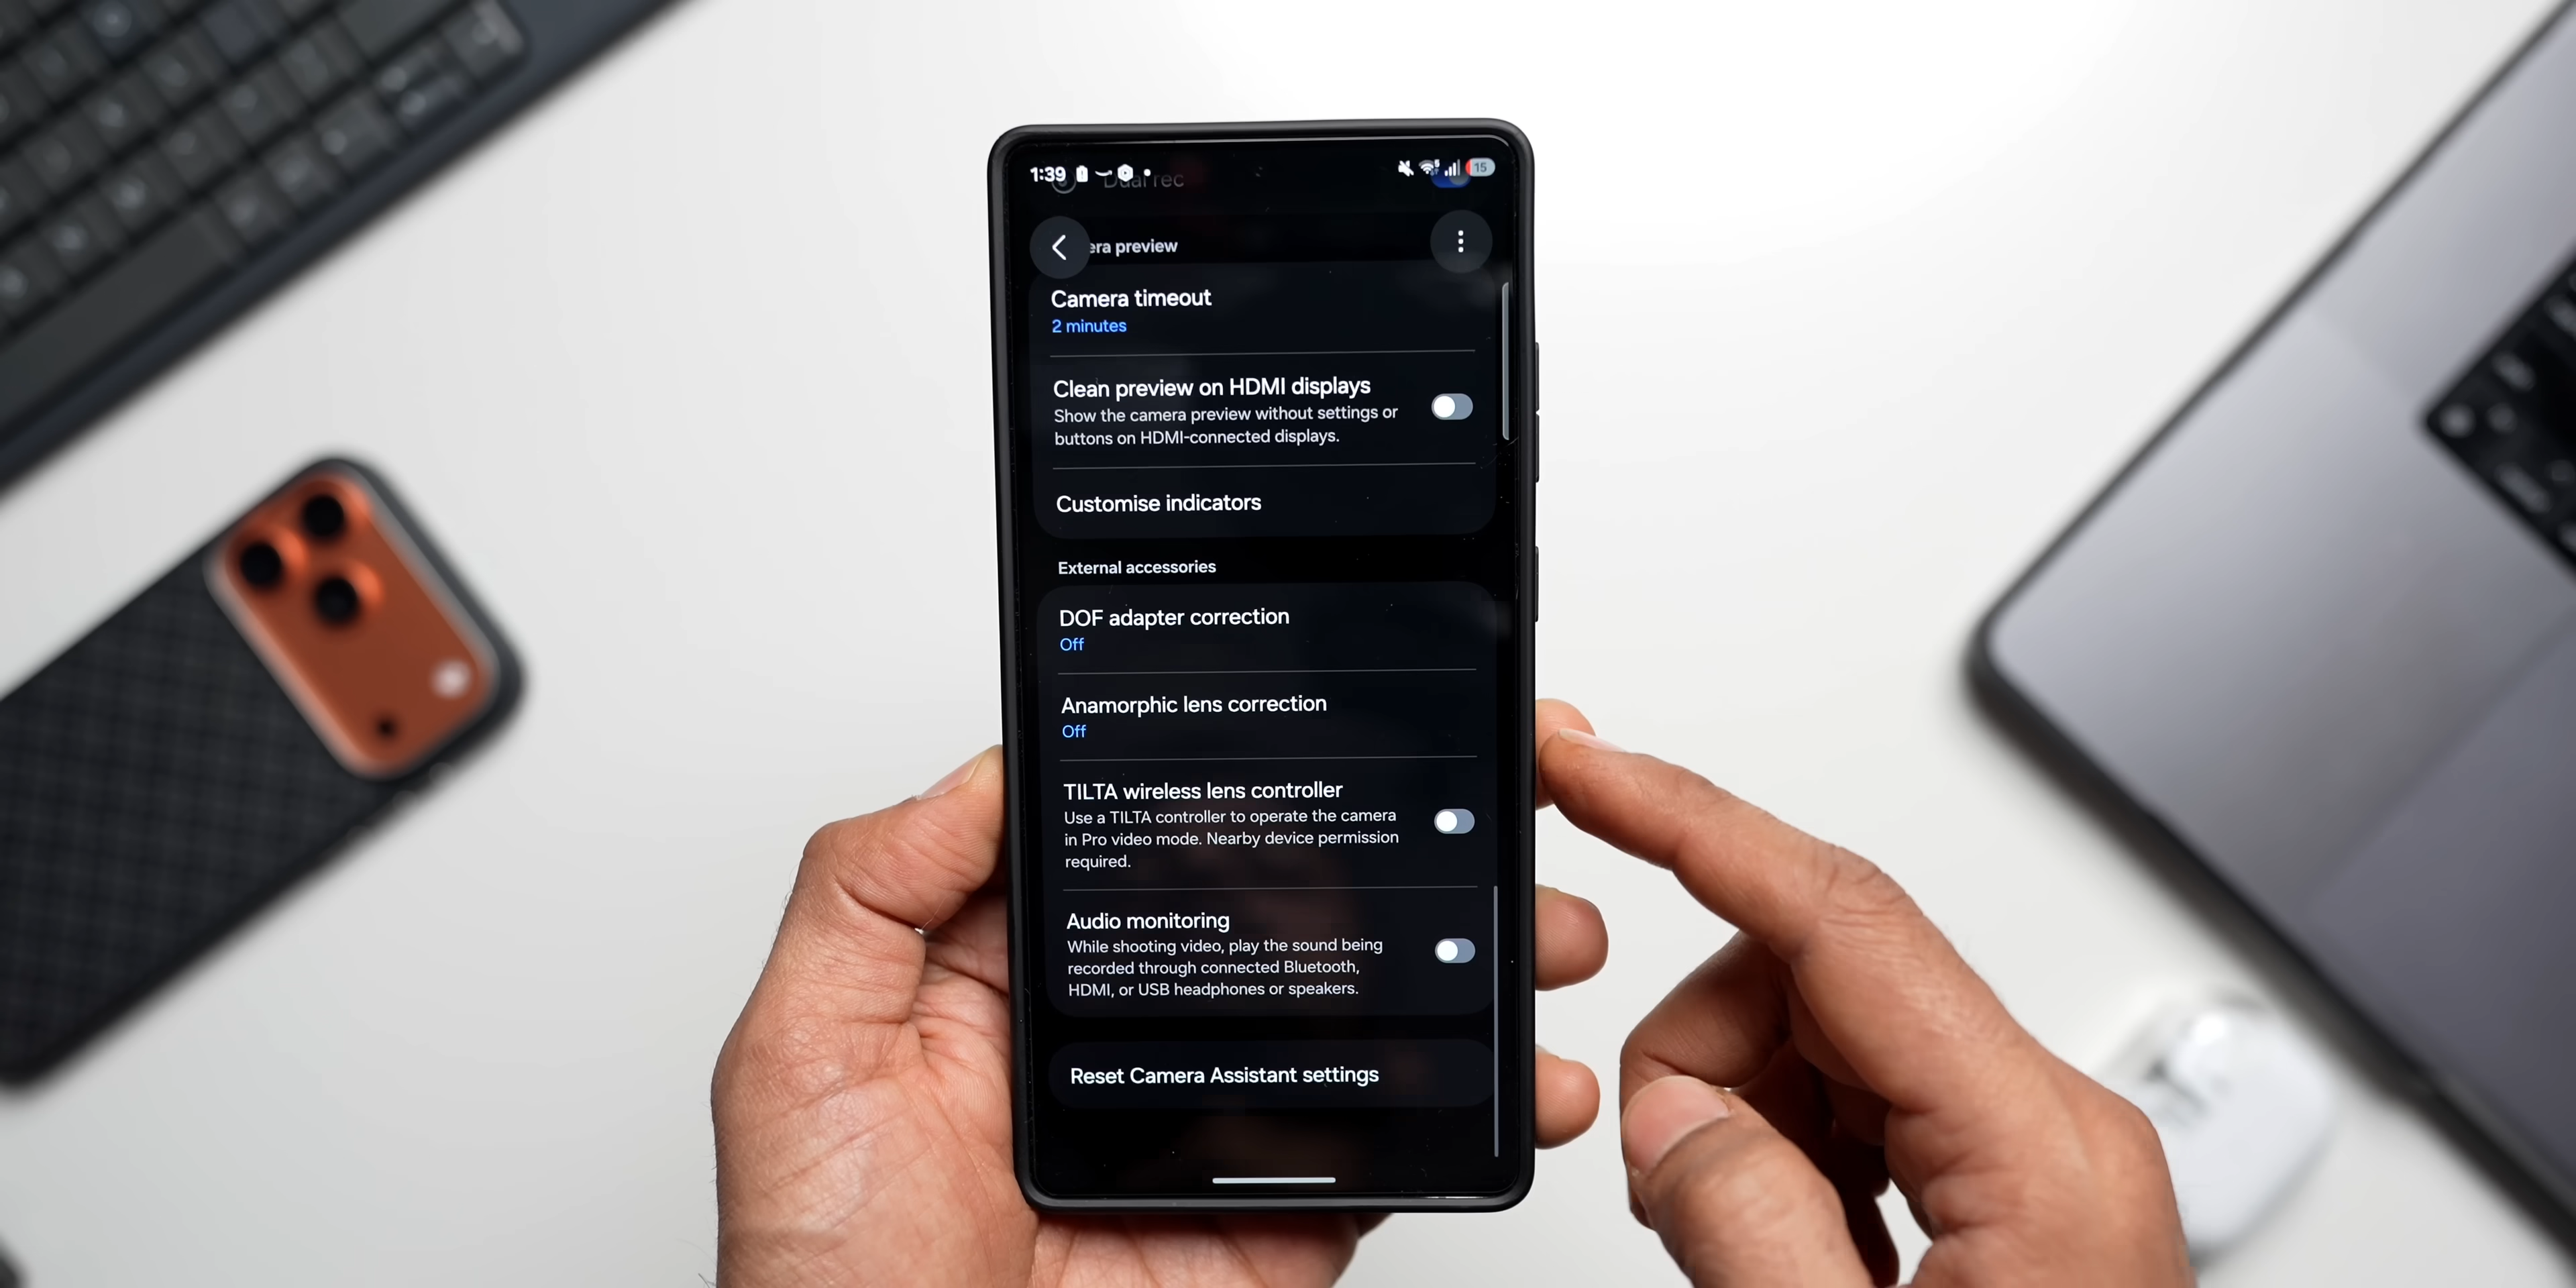 1:39
15
Dual rec
era preview
Camera timeout
2 minutes
Clean preview on HDMI displays
Show the camera preview without settings or
buttons on HDMI-connected displays.
Customise indicators
External accessories
DOF adapter correction
Off
Anamorphic lens correction
Off
TILTA wireless lens controller
Use a TILTA controller to operate the camera
in Pro video mode. Nearby device permission
required.
Audio monitoring
While shooting video, play the sound being
recorded through connected Bluetooth,
HDMI, or USB headphones or speakers.
Reset Camera Assistant settings